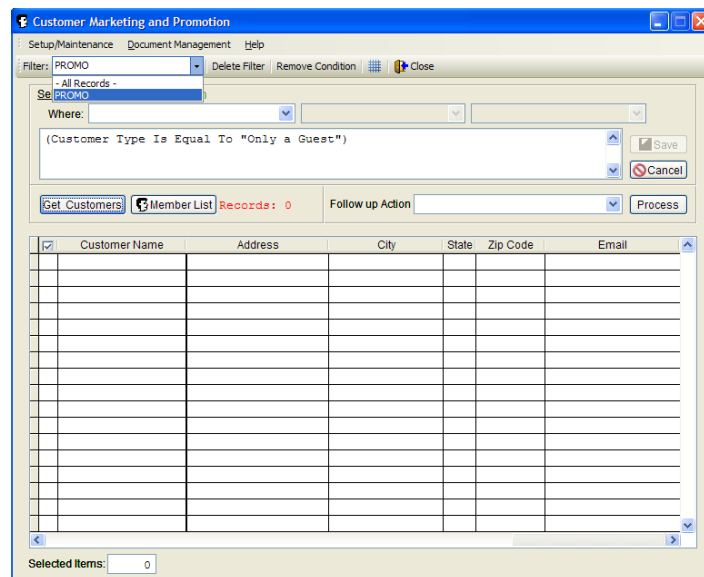 Customer Marketing and Promotion
Setup/Maintenance Document Management Help
Filter: PROMO Delete Filter Remove Condition Close
- All Records -
Se
PROMO
Where:
(Customer Type Is Equal To "Only a Guest")
Save
Cancel
Get Customers Member List Records: 0 Follow up Action Process
Customer Name Address City State Zip Code Email
Selected Items: 0